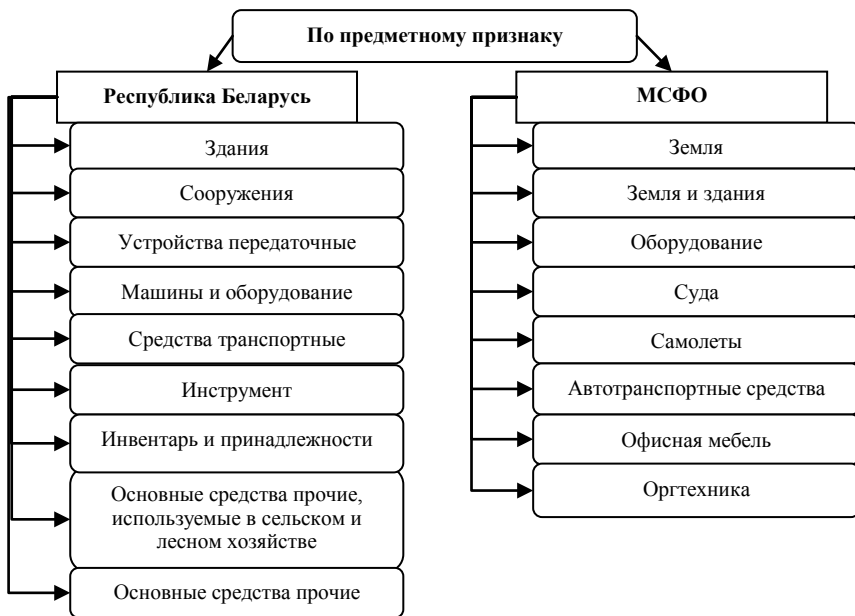 По предметному признаку
Республика Беларусь
Здания
Сооружения
Устройства передаточные
Машины и оборудование
Средства транспортные
Инструмент
Инвентарь и принадлежности
Основные средства прочие,
используемые в сельском и
лесном хозяйстве
Основные средства прочие
МСФО
Земля
Земля и здания
Оборудование
Суда
Самолеты
Автотранспортные средства
Офисная мебель
Оргтехника